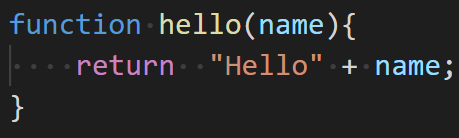 function hello(name){
    return  "Hello" + name;
}